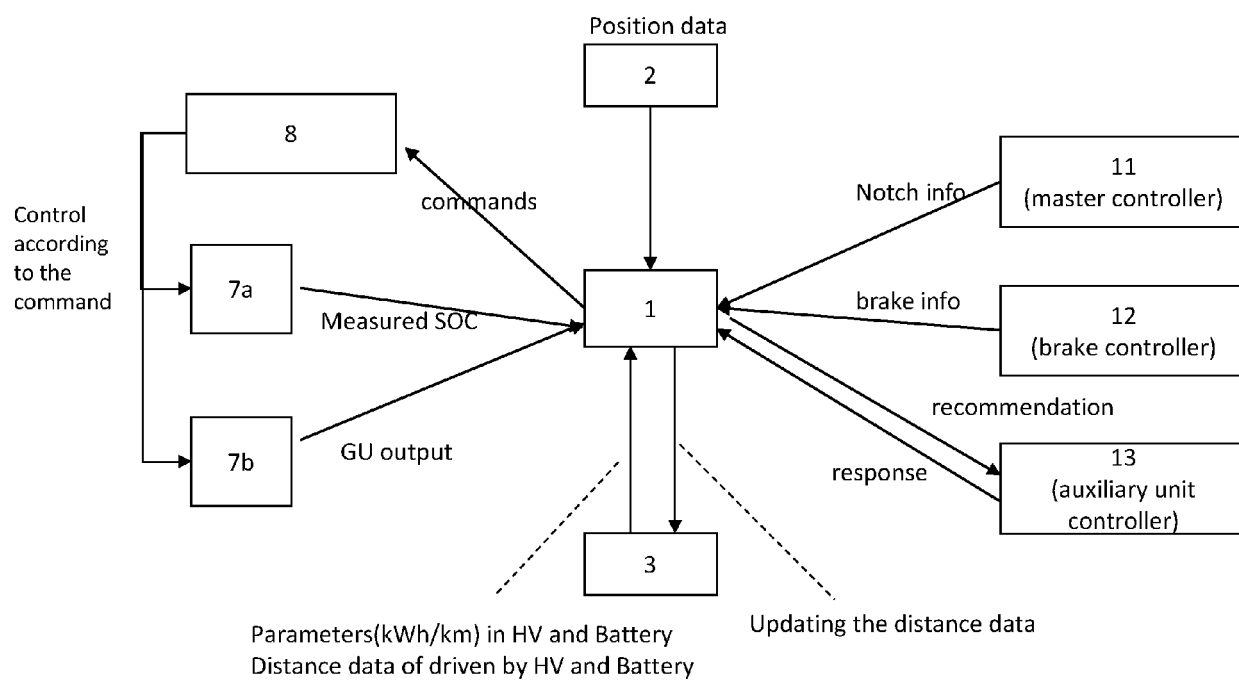 Position data
2
8
commands
Control
according
to the
command
7a
Measured SOC
7b
GU output
1
Notch info
11
(master controller)
brake info
12
(brake controller)
recommendation
response
13
(auxiliary unit
controller)
3
Parameters(kWh/km) in HV and Battery
Distance data of driven by HV and Battery
Updating the distance data